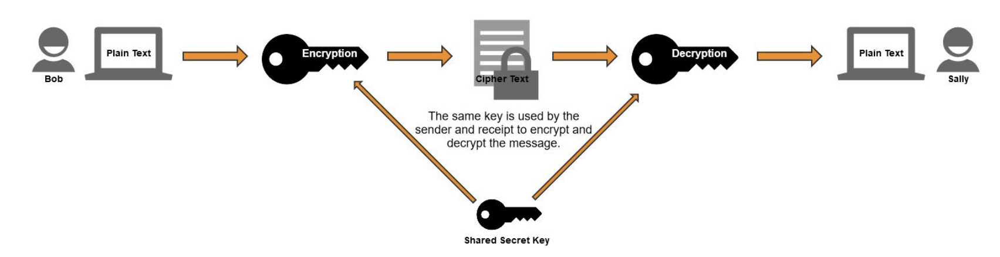 Plain Text
Bob
Encryption
Cipher Text
Decryption
Plain Text
Sally
The same key is used by the
sender and receipt to encrypt and
decrypt the message.
Shared Secret Key